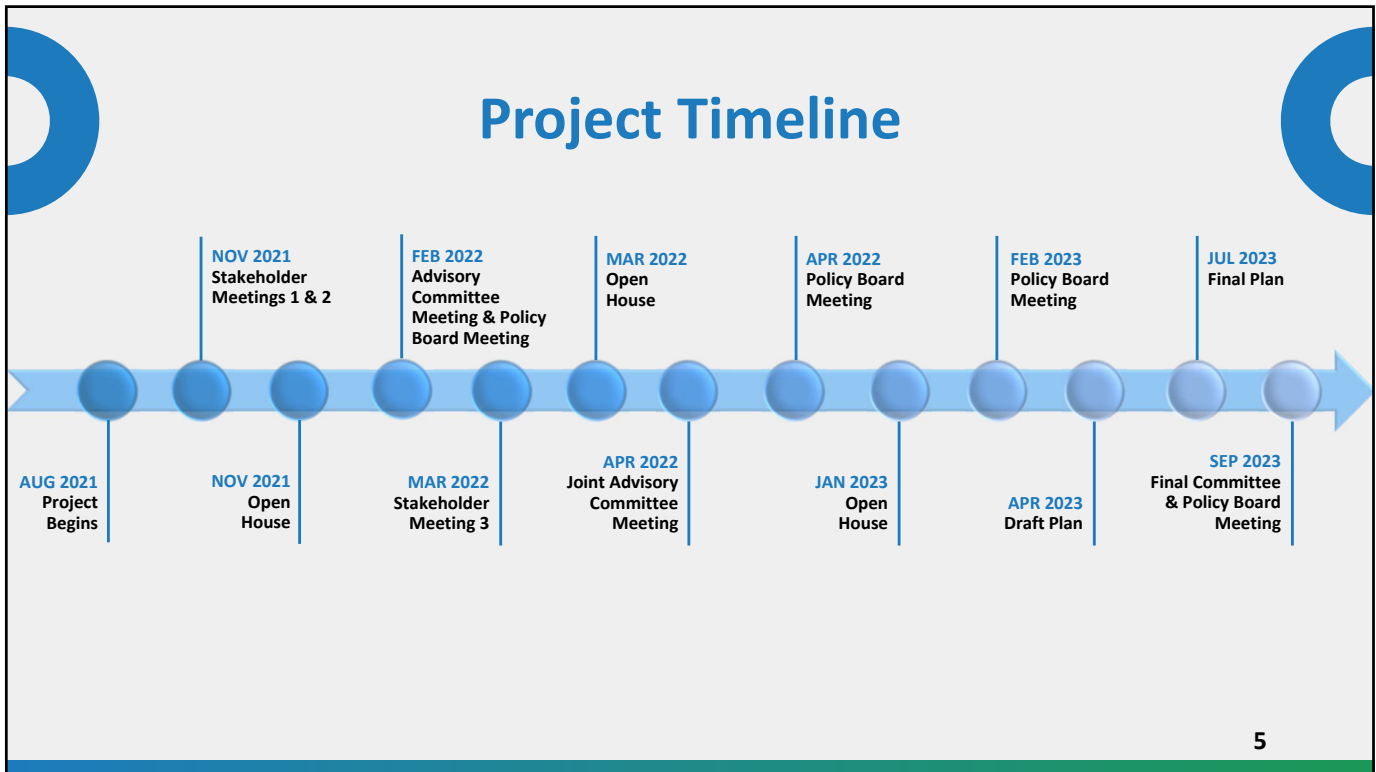 Project Timeline
NOV 2021
Stakeholder
Meetings 1 & 2
FEB 2022
Advisory
Committee
Meeting & Policy
Board Meeting
MAR 2022
Open
House
APR 2022
Policy Board
Meeting
FEB 2023
Policy Board
Meeting
JUL 2023
Final Plan
AUG 2021
Project
Begins
NOV 2021
Open
House
MAR 2022
Stakeholder
Meeting 3
APR 2022
Joint Advisory
Committee
Meeting
JAN 2023
Open
House
APR 2023
Draft Plan
SEP 2023
Final Committee
& Policy Board
Meeting
5